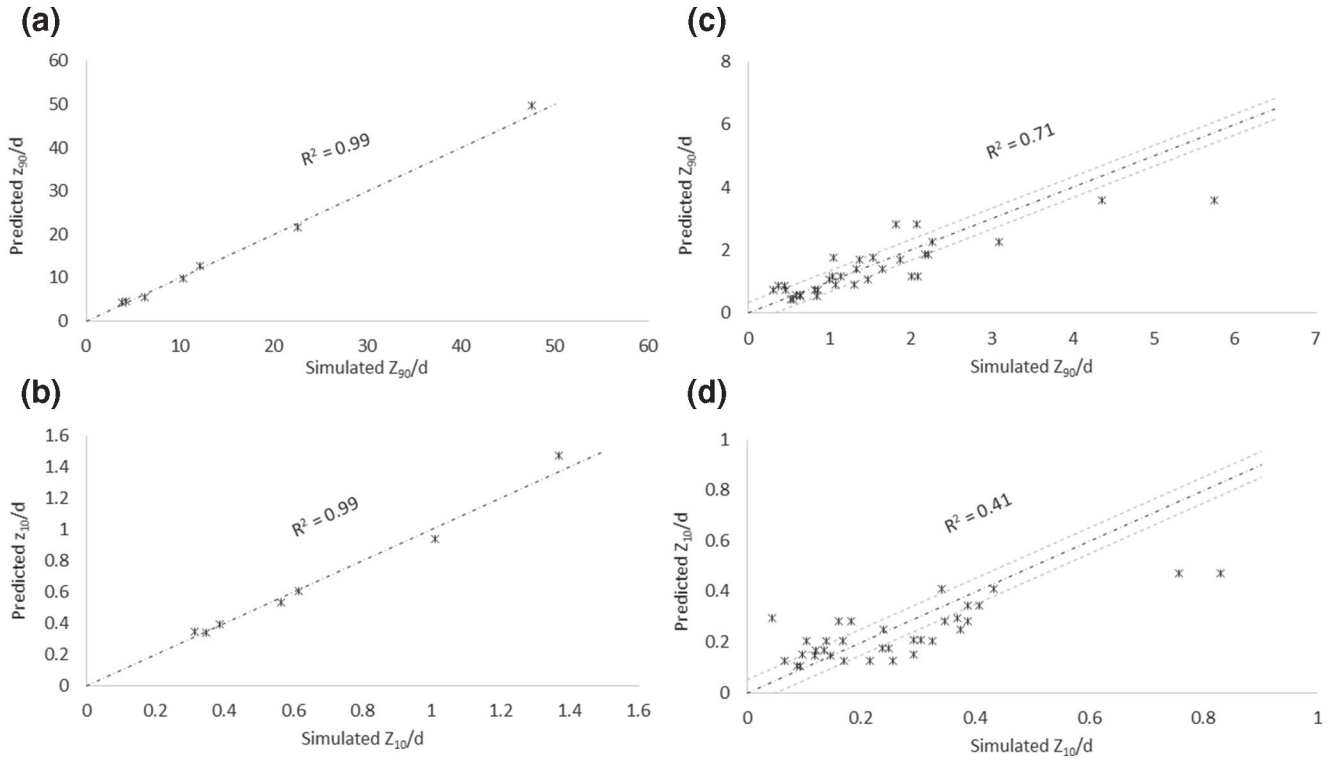 (a)
60
50
40
30
20
10
0
Predicted z₉₀/d
R² = 0.99
0 10 20 30 40 50 60
Simulated Z₉₀/d
(c)
8
6
4
2
0
Predicted Z₉₀/d
R² = 0.71
0 1 2 3 4 5 6 7
Simulated Z₉₀/d
(b)
1.6
1.4
1.2
1
0.8
0.6
0.4
0.2
0
Predicted z₁₀/d
R² = 0.99
0 0.2 0.4 0.6 0.8 1 1.2 1.4 1.6
Simulated Z₁₀/d
(d)
1
0.8
0.6
0.4
0.2
0
Predicted Z₁₀/d
R² = 0.41
0 0.2 0.4 0.6 0.8 1
Simulated Z₁₀/d